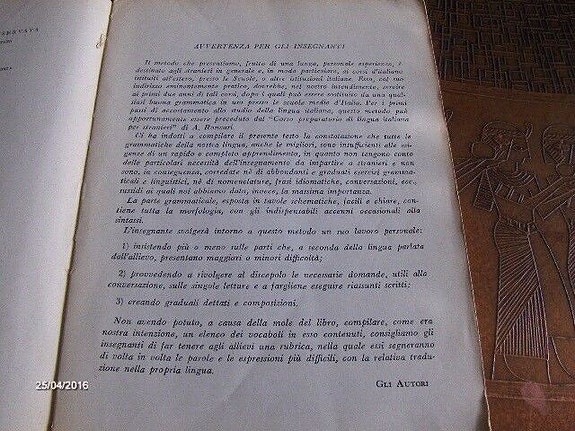 SERVAVA
AVVERTENZA PER GLI INSEGNANTI
Il metodo che presentiamo, frutto di una lunga, personale esperienza, è
destinato agli stranieri in generale e, in modo particolare, ai corsi d'italiano
istituiti all'estero, presso le Scuole, o altre istituzioni italiane. Esso, nel suo
indirizzo eminentemente pratico, dovrebbe, nel nostro intendimento, servire
ai primi due anni di tali corsi, dopo i quali può essere sostituito da una qual-
siasi buona grammatica in uso presso le scuole medie d'Italia. Per i primi
passi di accostamento allo studio della lingua italiana, questo metodo può
opportunamente essere preceduto dal "Corso preparatorio di lingua italiana
per stranieri" di A. Roncari.
Ci ha indotti a compilare il presente testo la constatazione che tutte le
grammatiche della nostra lingua, anche le migliori, sono insufficienti alle esi-
genze di un rapido e completo apprendimento, in quanto non tengono conto
delle particolari necessità dell'insegnamento da impartire a stranieri e non
sono, in conseguenza, corredate nè di abbondanti e graduati esercizi gramma-
ticali e linguistici, nè di nomenclature, frasi idiomatiche, conversazioni, ecc.,
sussidi ai quali noi abbiamo dato, invece, la massima importanza.
La parte grammaticale, esposta in tavole schematiche, facili e chiare, con-
tiene tutta la morfologia, con gli indispensabili accenni occasionali alla
sintassi.
L'insegnante svolgerà intorno a questo metodo un suo lavoro personale:
1) insistendo più o meno sulle parti che, a seconda della lingua parlata
dall'allievo, presentano maggiori o minori difficoltà;
2) provvedendo a rivolgere al discepolo le necessarie domande, utili alla
conversazione, sulle singole letture e a fargliene eseguire riassunti scritti;
3) creando graduali dettati e composizioni.
Non avendo potuto, a causa della mole del libro, compilare, come era
nostra intenzione, un elenco dei vocaboli in evo contenuti, consigliamo gli
insegnanti di far tenere agli allievi una rubrica, nella quale essi segneranno
di volta in volta le parole e le espressioni più difficili, con la relativa tradu-
zione nella propria lingua.
GLI AUTORI
25/04/2016